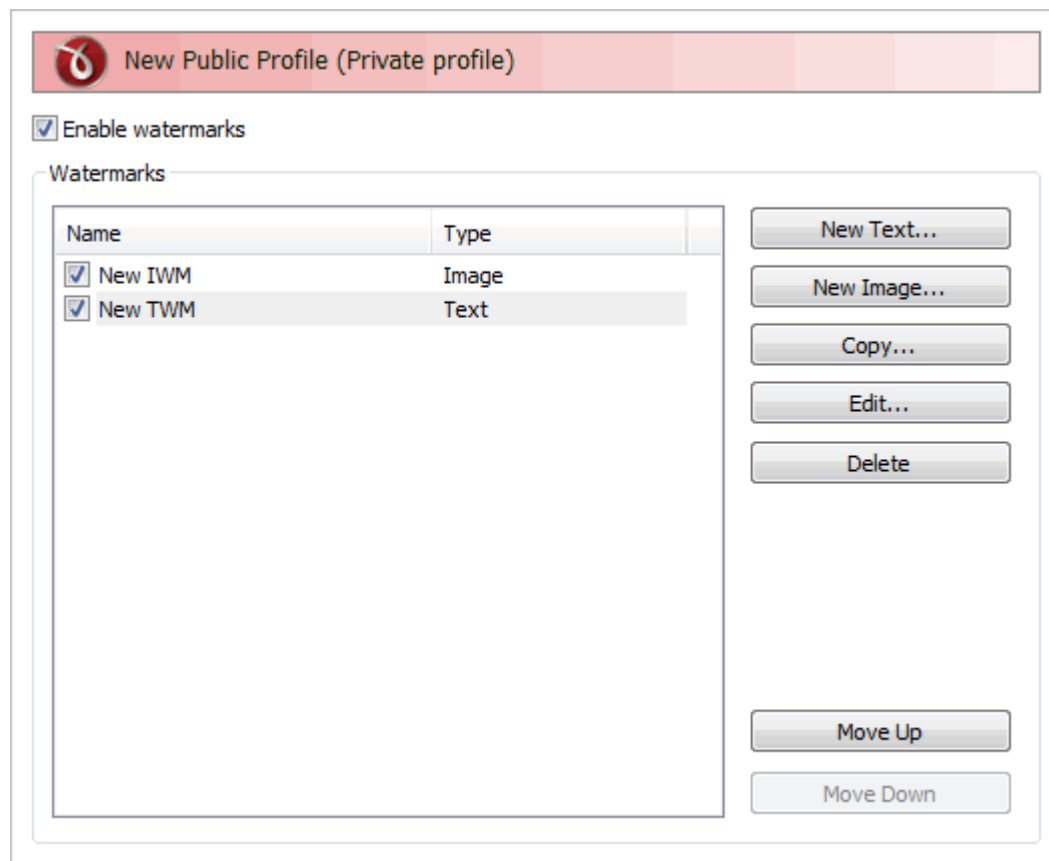 New Public Profile (Private profile)
Enable watermarks
Watermarks
Name Type
New IWM Image
New TWM Text
New Text...
New Image...
Copy...
Edit...
Delete
Move Up
Move Down